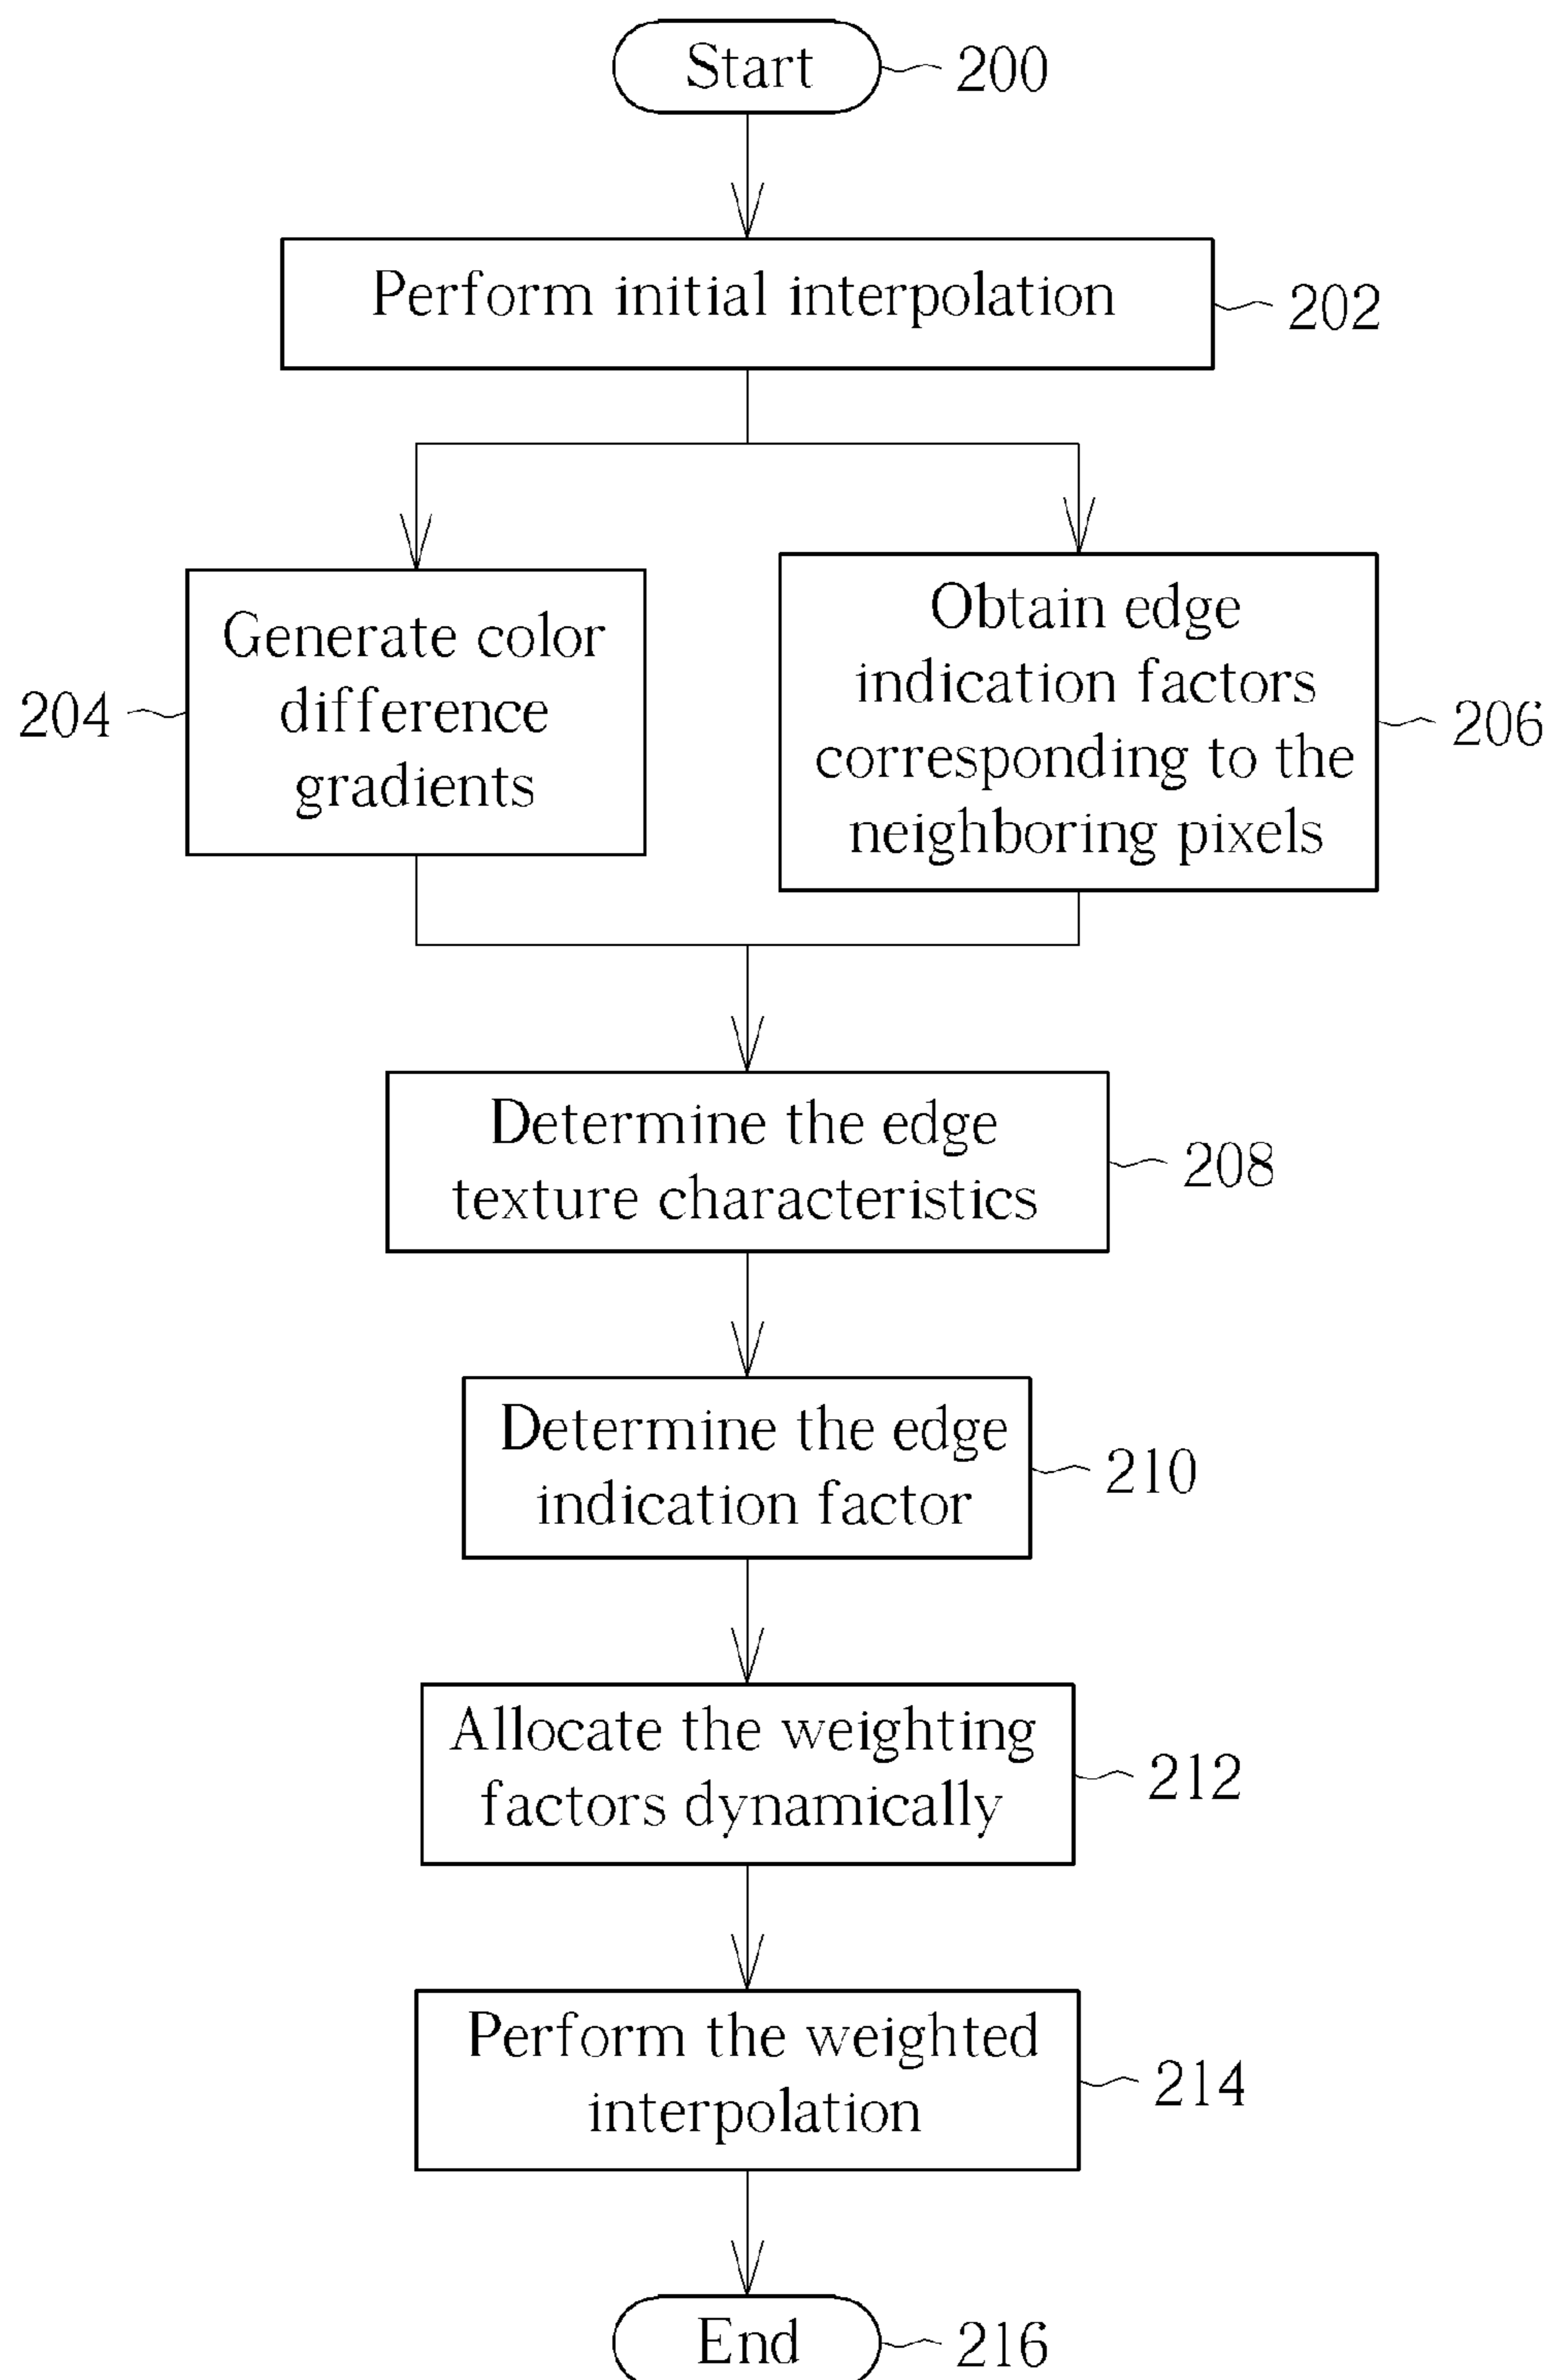 Start
200
Perform initial interpolation
202
Generate color
difference
gradients
204
Obtain edge
indication factors
corresponding to the
neighboring pixels
206
Determine the edge
texture characteristics
208
Determine the edge
indication factor
210
Allocate the weighting
factors dynamically
212
Perform the weighted
interpolation
214
End
216